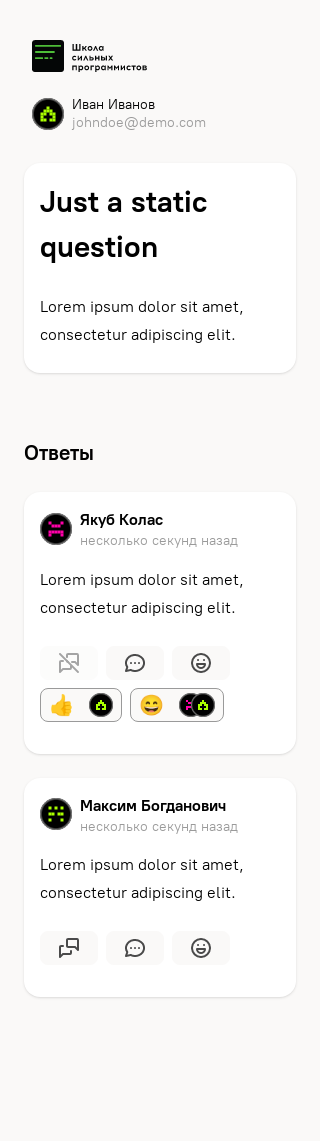 Школа
сильных
программистов
Иван Иванов
johndoe@demo.com
Just a static
question
Lorem ipsum dolor sit amet,
consectetur adipiscing elit.
Ответы
Якуб Колас
несколько секунд назад
Lorem ipsum dolor sit amet,
consectetur adipiscing elit.
Максим Богданович
несколько секунд назад
Lorem ipsum dolor sit amet,
consectetur adipiscing elit.